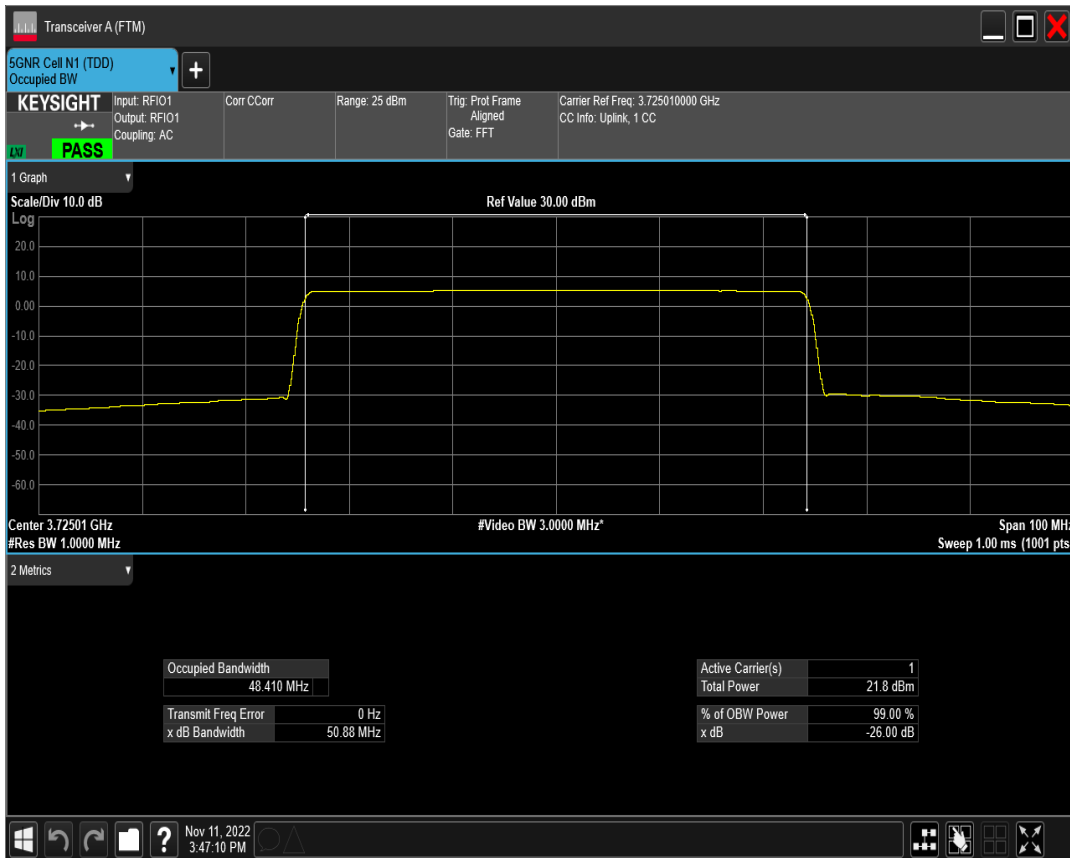 Transceiver A (FTM)
5GNR Cell N1 (TDD)
Occupied BW
+
KEYSIGHT
LXI
PASS
Input: RFIO1
Output: RFIO1
Coupling: AC
Corr CCorr
Range: 25 dBm
Trig: Prot Frame
Aligned
Gate: FFT
Carrier Ref Freq: 3.725010000 GHz
CC Info: Uplink, 1 CC
1 Graph
Scale/Div 10.0 dB
Ref Value 30.00 dBm
Log
20.0
10.0
0.00
-10.0
-20.0
-30.0
-40.0
-50.0
-60.0
Center 3.72501 GHz
#Video BW 3.0000 MHz*
Span 100 MHz
#Res BW 1.0000 MHz
Sweep 1.00 ms (1001 pts
2 Metrics
Occupied Bandwidth
48.410 MHz
Transmit Freq Error 0 Hz
x dB Bandwidth 50.88 MHz
Active Carrier(s) 1
Total Power 21.8 dBm
% of OBW Power 99.00 %
x dB -26.00 dB
?
Nov 11, 2022
3:47:10 PM